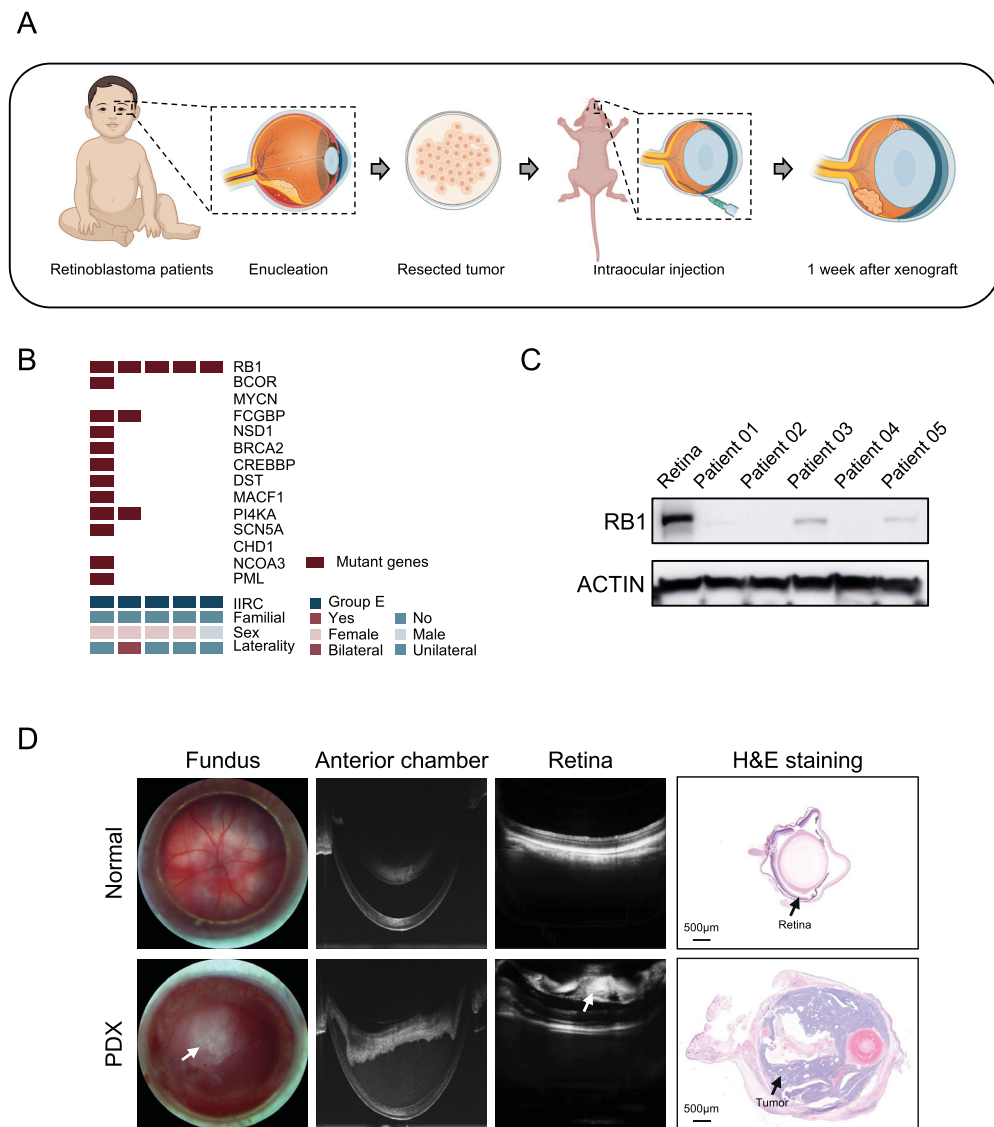 A
Retinoblastoma patients
Enucleation
Resected tumor
Intraocular injection
1 week after xenograft
B
RB1
BCOR
MYCN
FCGBP
NSD1
BRCA2
CREBBP
DST
MACF1
PI4KA
SCN5A
CHD1
NCOA3
PML
Mutant genes
IIRC
Group E
Familial
Yes
No
Sex
Female
Male
Laterality
Bilateral
Unilateral
C
Retina
Patient 01
Patient 02
Patient 03
Patient 04
Patient 05
RB1
ACTIN
D
Fundus
Anterior chamber
Retina
H&E staining
Normal
Retina
500μm
PDX
Tumor
500μm